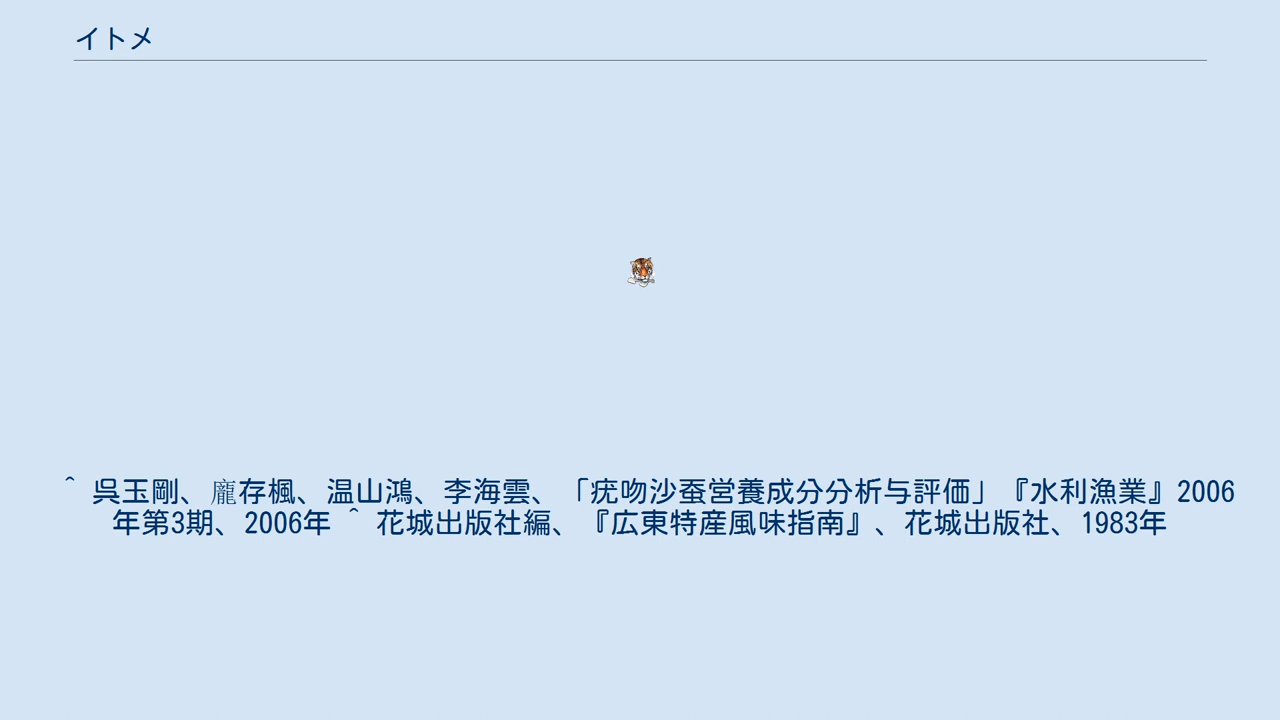 イトメ
^ 呉玉剛、龐存楓、温山鴻、李海雲、「疣吻沙蚕営養成分分析与評価」『水利漁業』2006
年第3期、2006年 ^ 花城出版社編、『広東特産風味指南』、花城出版社、1983年